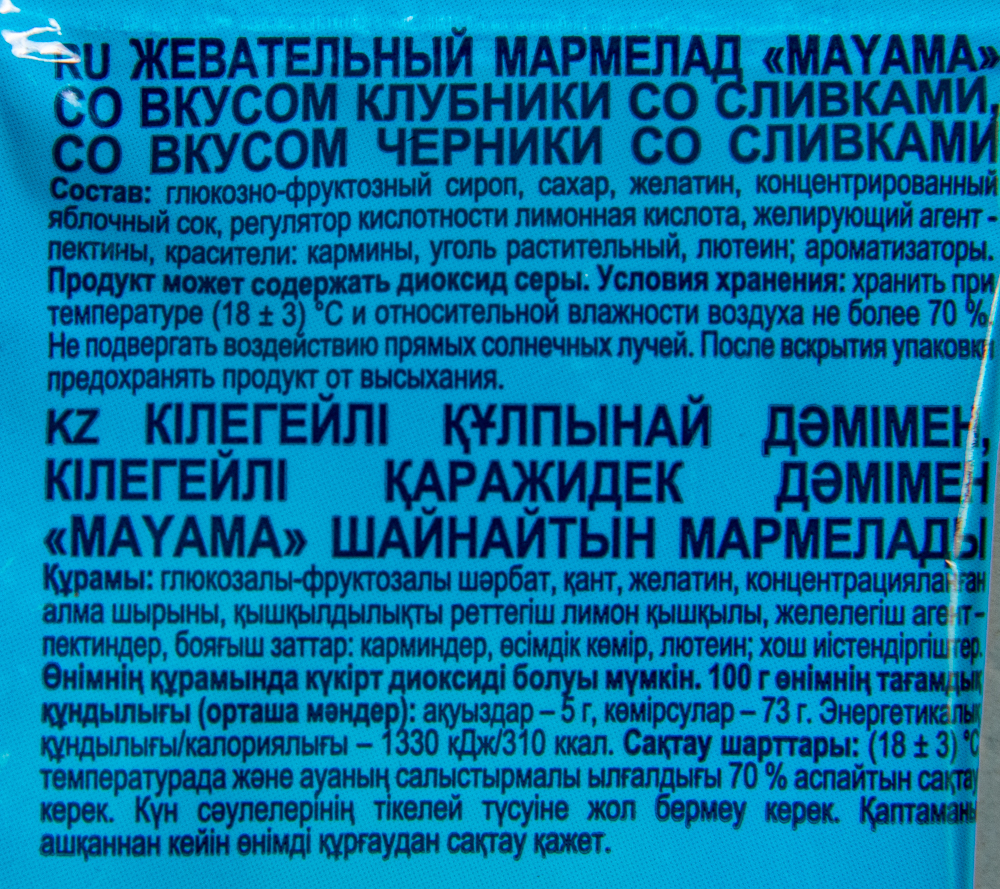 RU ЖЕВАТЕЛЬНЫЙ МАРМЕЛАД «MAYAMA»
СО ВКУСОМ КЛУБНИКИ СО СЛИВКАМИ,
СО ВКУСОМ ЧЕРНИКИ СО СЛИВКАМИ
Состав: глюкозно-фруктозный сироп, сахар, желатин, концентрированный
яблочный сок, регулятор кислотности лимонная кислота, желирующий агент -
пектины, красители: кармины, уголь растительный, лютеин; ароматизаторы.
Продукт может содержать диоксид серы. Условия хранения: хранить при
температуре (18 ± 3) °С и относительной влажности воздуха не более 70 %.
Не подвергать воздействию прямых солнечных лучей. После вскрытия упаковки
предохранять продукт от высыхания.
KZ КІЛЕГЕЙЛІ ҚҰЛПЫНАЙ ДӘМІМЕН,
КІЛЕГЕЙЛІ ҚАРАЖИДЕК ДӘМІМЕН
«MAYAMA» ШАЙНАЙТЫН МАРМЕЛАДЫ
Құрамы: глюкозалы-фруктозалы шәрбат, қант, желатин, концентрацияланған
алма шырыны, қышқылдылықты реттегіш лимон қышқылы, желелегіш агент -
пектиндер, бояғыш заттар: карминдер, өсімдік көмір, лютеин; хош иістендіргіштер.
Өнімнің құрамында күкірт диоксиді болуы мүмкін. 100 г өнімнің тағамдық
құндылығы (орташа мәндер): ақуыздар – 5 г, көмірсулар – 73 г. Энергетикалық
құндылығы/калориялығы – 1330 кДж/310 ккал. Сақтау шарттары: (18 ± 3) °С
температурада және ауаның салыстырмалы ылғалдығы 70 % аспайтын сақтау
керек. Күн сәулелерінің тікелей түсуіне жол бермеу керек. Қаптаманы
ашқаннан кейін өнімді құрғаудан сақтау қажет.